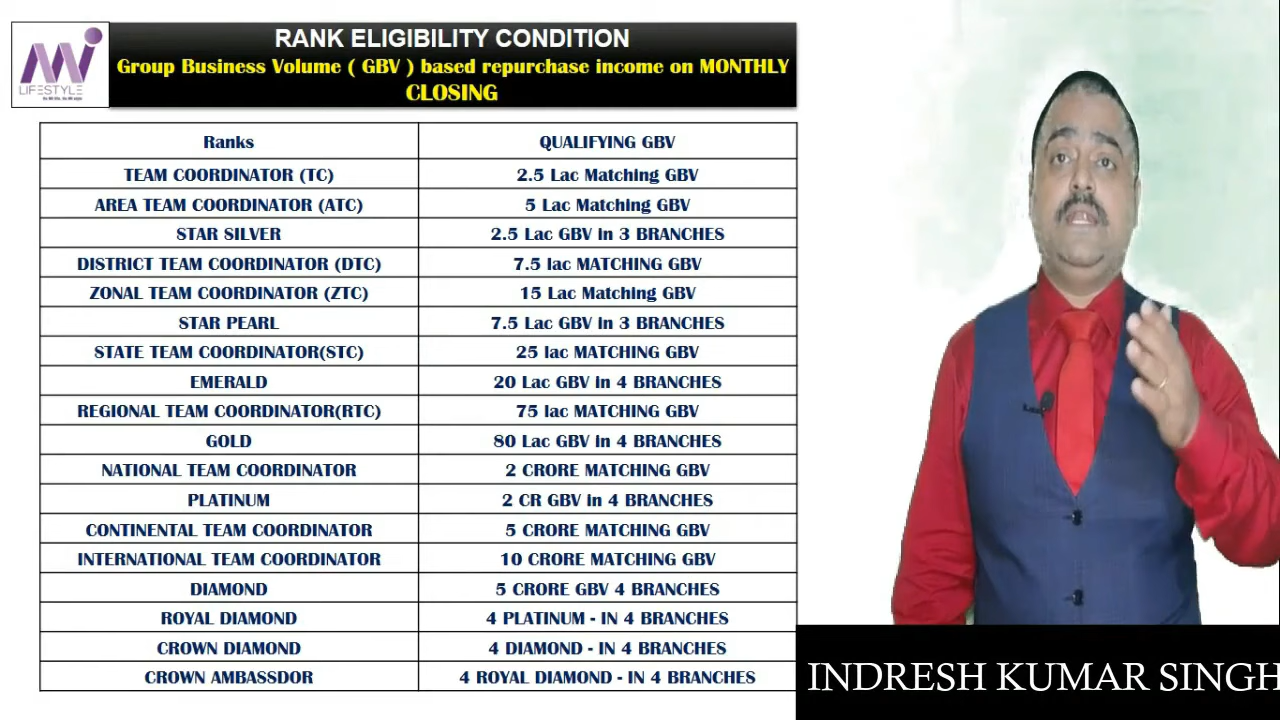 RANK ELIGIBILITY CONDITION
Group Business Volume ( GBV ) based repurchase income on MONTHLY
CLOSING
LIFESTYLE
Ranks QUALIFYING GBV
TEAM COORDINATOR (TC) 2.5 Lac Matching GBV
AREA TEAM COORDINATOR (ATC) 5 Lac Matching GBV
STAR SILVER 2.5 Lac GBV in 3 BRANCHES
DISTRICT TEAM COORDINATOR (DTC) 7.5 lac MATCHING GBV
ZONAL TEAM COORDINATOR (ZTC) 15 Lac Matching GBV
STAR PEARL 7.5 Lac GBV in 3 BRANCHES
STATE TEAM COORDINATOR(STC) 25 lac MATCHING GBV
EMERALD 20 Lac GBV in 4 BRANCHES
REGIONAL TEAM COORDINATOR(RTC) 75 lac MATCHING GBV
GOLD 80 Lac GBV in 4 BRANCHES
NATIONAL TEAM COORDINATOR 2 CRORE MATCHING GBV
PLATINUM 2 CR GBV in 4 BRANCHES
CONTINENTAL TEAM COORDINATOR 5 CRORE MATCHING GBV
INTERNATIONAL TEAM COORDINATOR 10 CRORE MATCHING GBV
DIAMOND 5 CRORE GBV 4 BRANCHES
ROYAL DIAMOND 4 PLATINUM - IN 4 BRANCHES
CROWN DIAMOND 4 DIAMOND - IN 4 BRANCHES
CROWN AMBASSDOR 4 ROYAL DIAMOND - IN 4 BRANCHES
INDRESH KUMAR SINGH